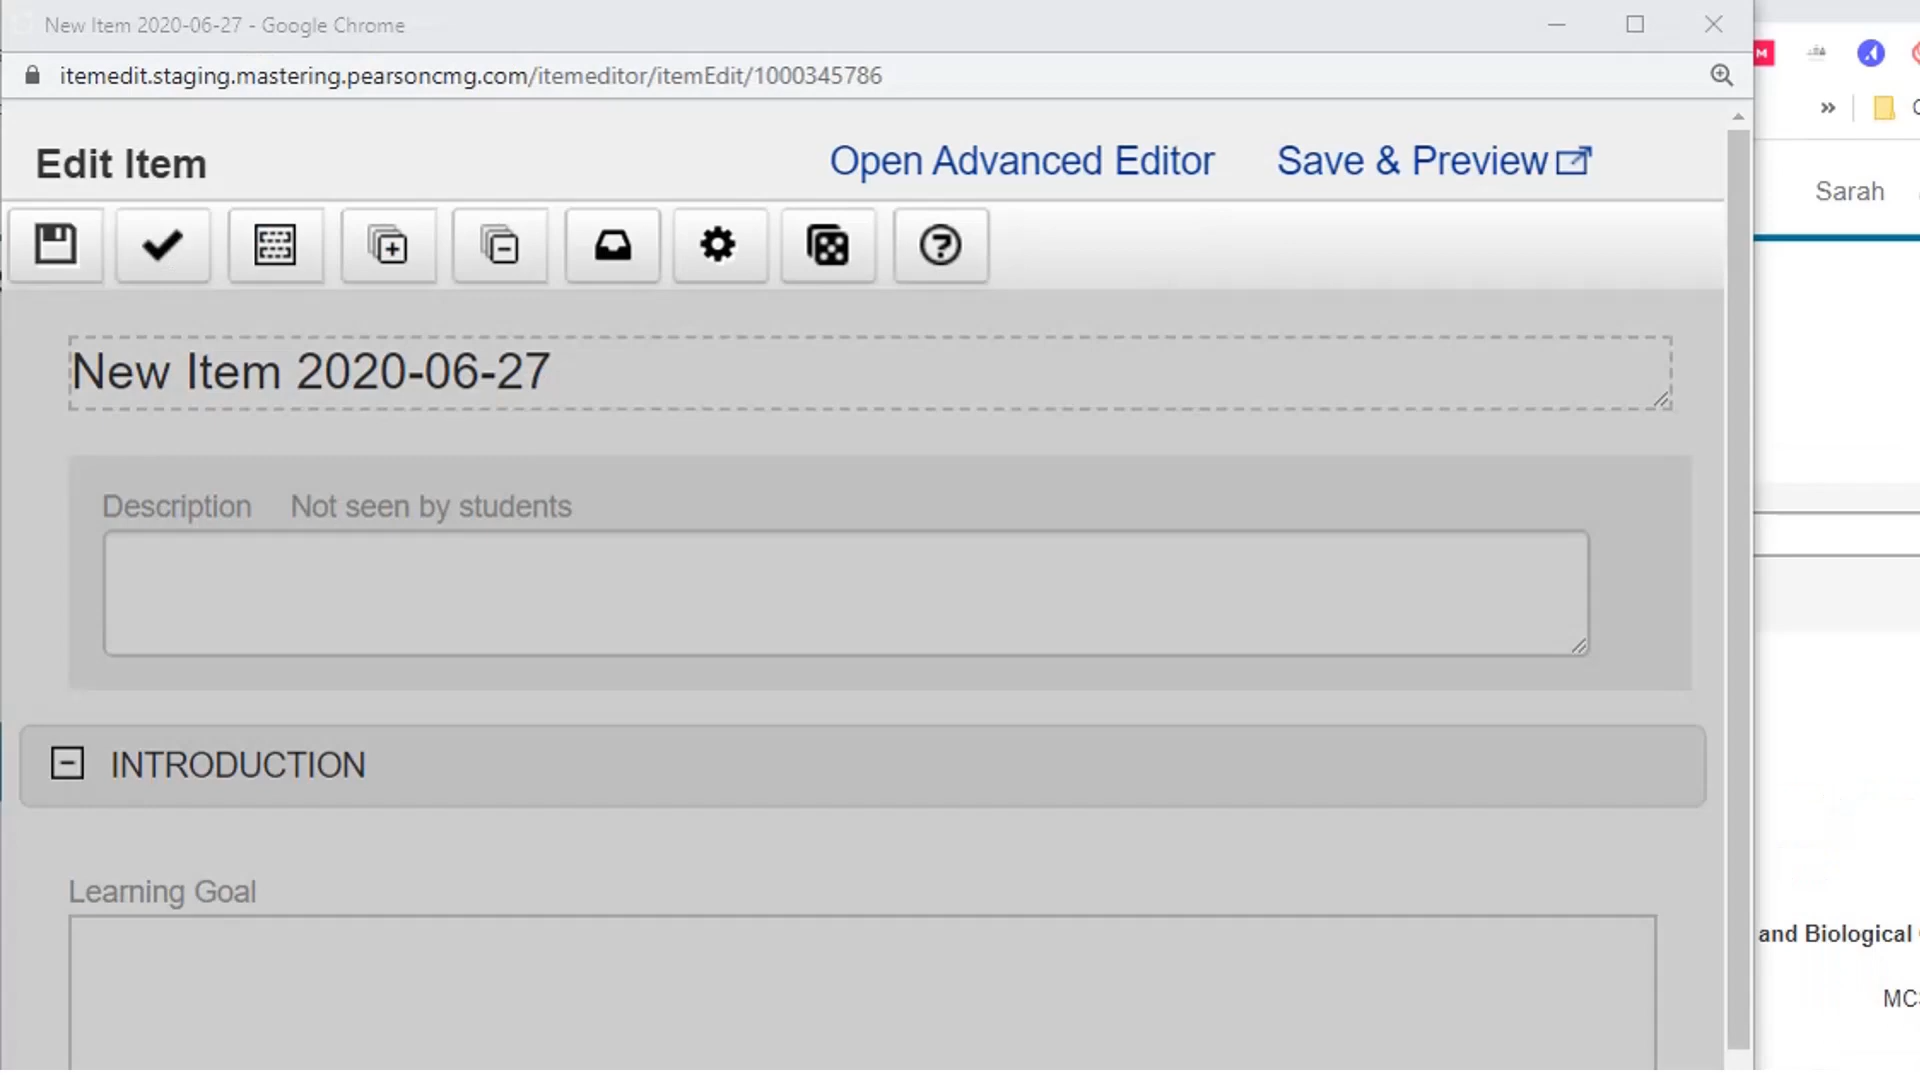 New Item 2020-06-27 - Google Chrome
itemedit.staging.mastering.pearsoncmg.com/itemeditor/itemEdit/1000345786
Edit Item
Open Advanced Editor
Save & Preview
Sarah
New Item 2020-06-27
Description Not seen by students
INTRODUCTION
Learning Goal
and Biological